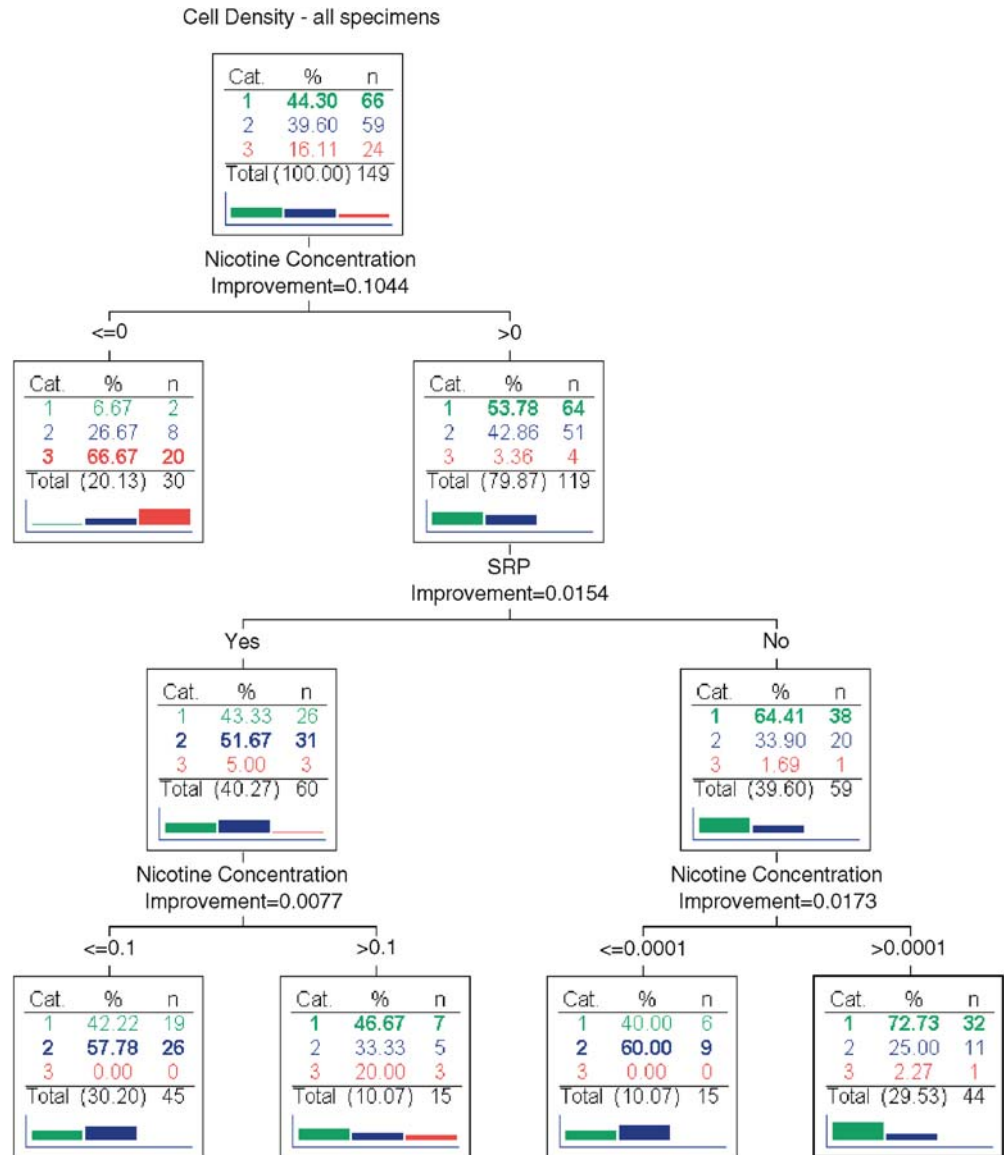 Cell Density - all specimens
Cat. % n
1 44.30 66
2 39.60 59
3 16.11 24
Total (100.00) 149
Nicotine Concentration
Improvement=0.1044
<=0
>0
Cat. % n
1 6.67 2
2 26.67 8
3 66.67 20
Total (20.13) 30
Cat. % n
1 53.78 64
2 42.86 51
3 3.36 4
Total (79.87) 119
SRP
Improvement=0.0154
Yes
No
Cat. % n
1 43.33 26
2 51.67 31
3 5.00 3
Total (40.27) 60
Cat. % n
1 64.41 38
2 33.90 20
3 1.69 1
Total (39.60) 59
Nicotine Concentration
Improvement=0.0077
Nicotine Concentration
Improvement=0.0173
<=0.1
>0.1
<=0.0001
>0.0001
Cat. % n
1 42.22 19
2 57.78 26
3 0.00 0
Total (30.20) 45
Cat. % n
1 46.67 7
2 33.33 5
3 20.00 3
Total (10.07) 15
Cat. % n
1 40.00 6
2 60.00 9
3 0.00 0
Total (10.07) 15
Cat. % n
1 72.73 32
2 25.00 11
3 2.27 1
Total (29.53) 44